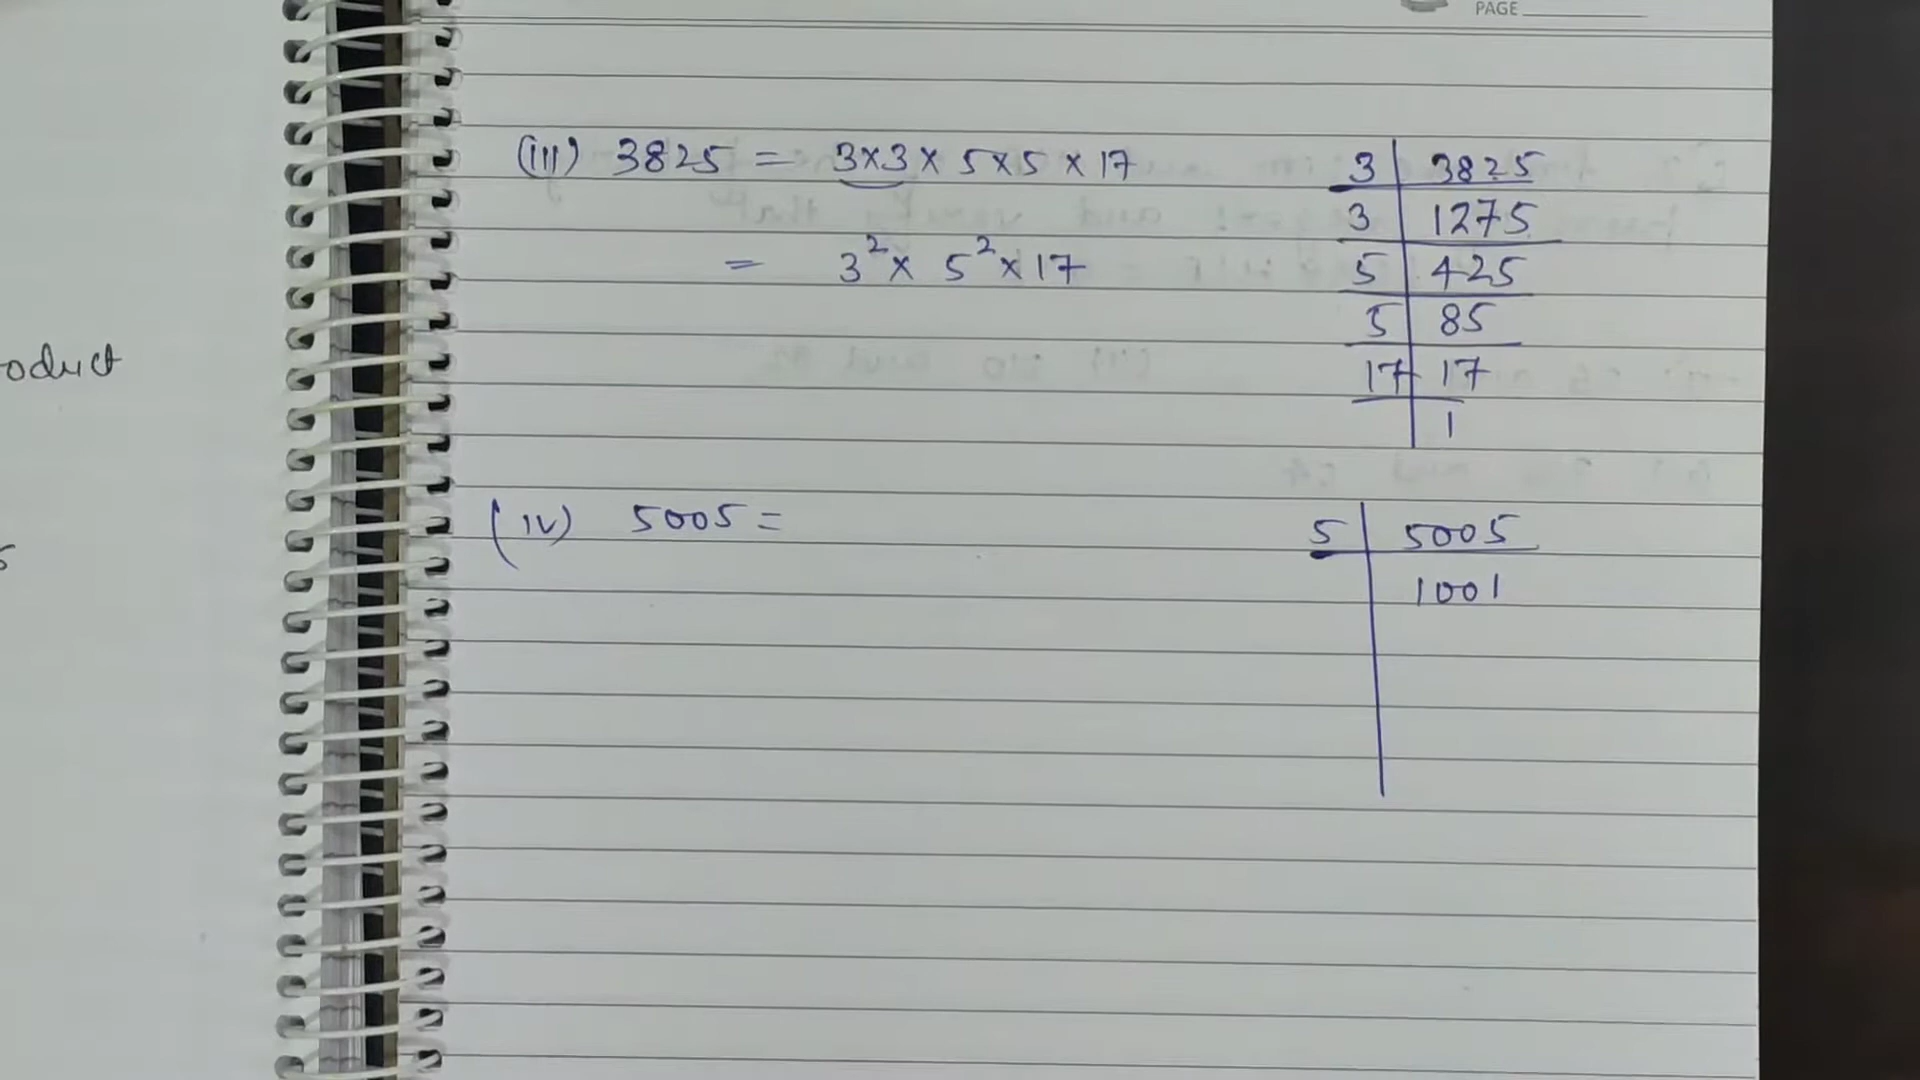 PAGE
(iii) 3825 = 3×3 × 5×5 × 17
= 3² × 5² × 17
3 | 3825
3 | 1275
5 | 425
5 | 85
17 | 17
1
oduct
(iv) 5005 =
5 | 5005
1001